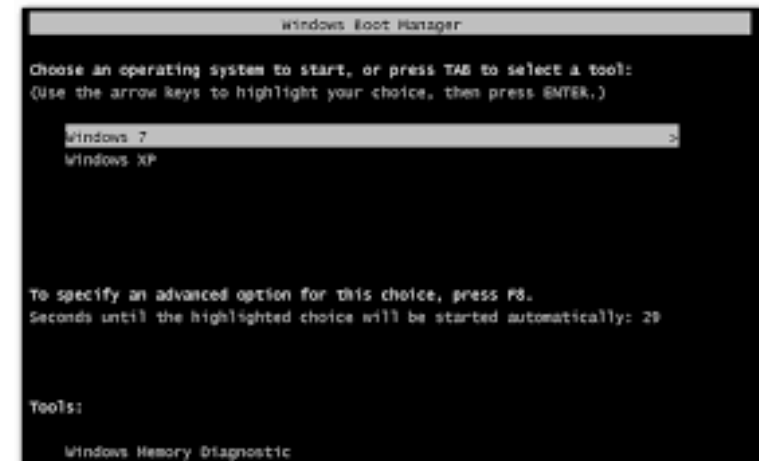 Windows Boot Manager
Choose an operating system to start, or press TAB to select a tool:
(Use the arrow keys to highlight your choice, then press ENTER.)
Windows 7 >
Windows XP
To specify an advanced option for this choice, press F8.
Seconds until the highlighted choice will be started automatically: 29
Tools:
Windows Memory Diagnostic